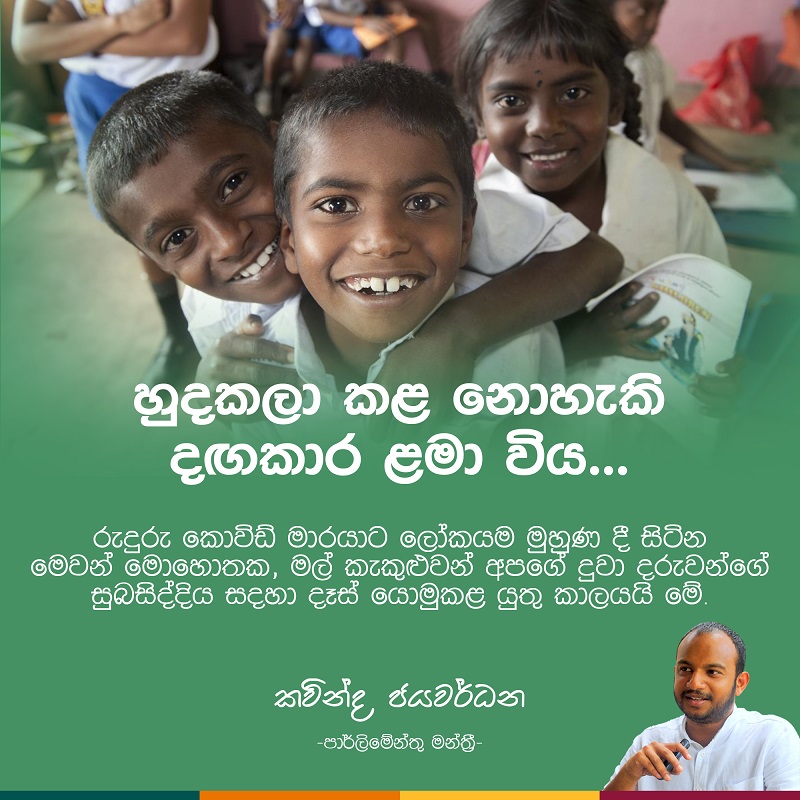 CHILDREN
හුදකලා කළ නොහැකි
දඟකාර ළමා විය...
රුදුරු කොවිඩ් මාරයාට ලෝකයම මුහුණ දී සිටින
මෙවන් මොහොතක, මල් කැකුළුවන් අපගේ දූවා දරුවන්ගේ
සුබසිද්දිය සඳහා දෑස් යොමුකළ යුතු කාලයයි මේ.
කවින්ද ජයවර්ධන
-පාර්ලිමේන්තු මන්ත්‍රී-